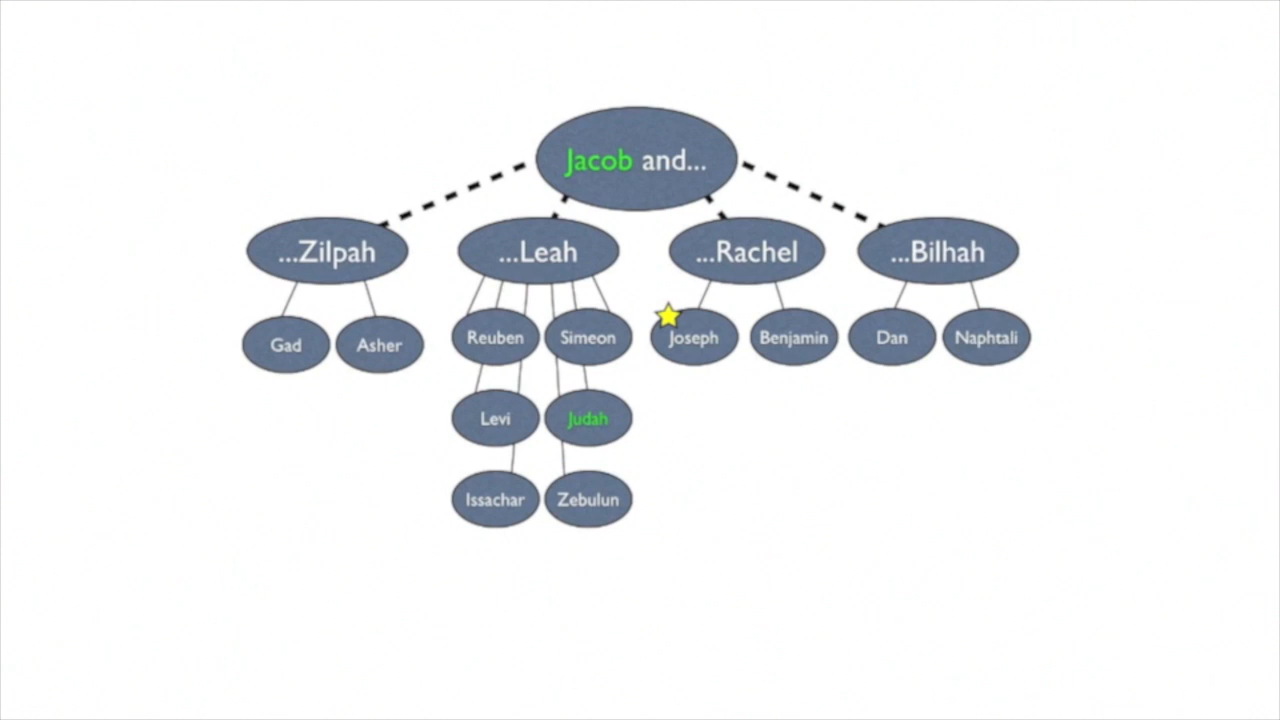 Jacob and...
...Zilpah
...Leah
...Rachel
...Bilhah
Gad
Asher
Reuben
Simeon
Joseph
Benjamin
Dan
Naphtali
Levi
Judah
Issachar
Zebulun